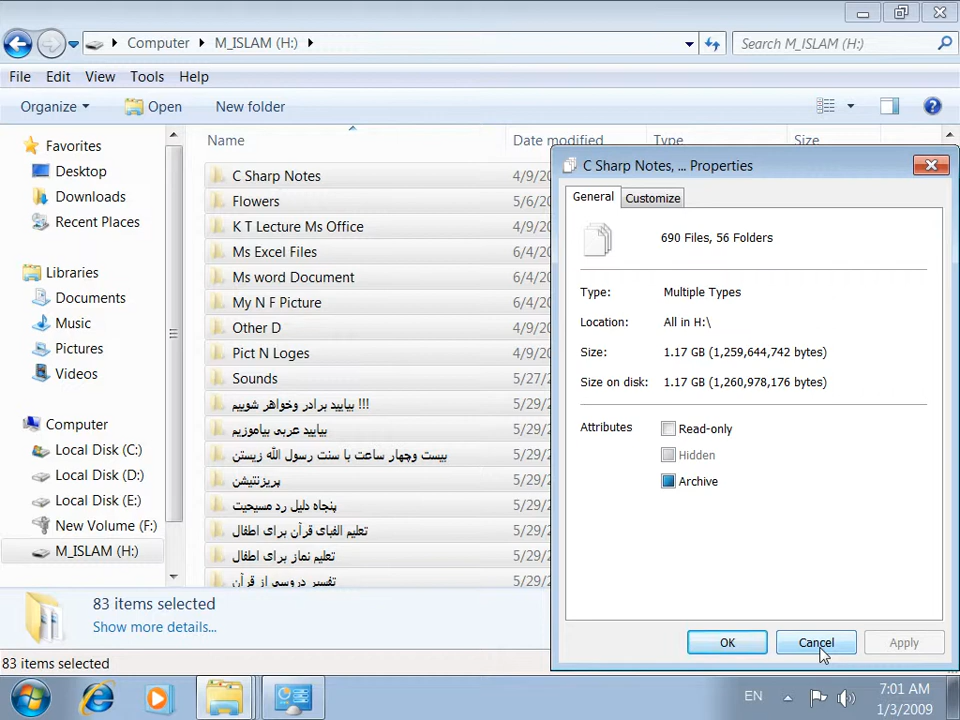 Computer
M_ISLAM (H:)
Search M_ISLAM (H:)
File Edit View Tools Help
Organize
Open
New folder
Favorites
Desktop
Downloads
Recent Places
Libraries
Documents
Music
Pictures
Videos
Computer
Local Disk (C:)
Local Disk (D:)
Local Disk (E:)
New Volume (F:)
M_ISLAM (H:)
Name Date modified Type Size
C Sharp Notes 4/9/20
Flowers 5/6/20
K T Lecture Ms Office 4/9/20
Ms Excel Files 6/4/20
Ms word Document 6/4/20
My N F Picture 6/4/20
Other D 4/9/20
Pict N Loges 4/9/20
Sounds 5/27/
بیایید برادر وخواهر شوییم !!! 5/29/
بیایید عربی بیاموزیم 5/29/
بیست وچهار ساعت با سنت رسول الله زیستن 5/29/
پریزنتیشن 5/29/
پنجاه دلیل رد مسیحیت 5/29/
تعلیم الفبای قرآن برای اطفال 5/29/
تعلیم نماز برای اطفال 5/29/
تفسیر دروسی از قرآن 5/29/
C Sharp Notes, ... Properties
General
Customize
690 Files, 56 Folders
Type: Multiple Types
Location: All in H:\
Size: 1.17 GB (1,259,644,742 bytes)
Size on disk: 1.17 GB (1,260,978,176 bytes)
Attributes
Read-only
Hidden
Archive
OK
Cancel
Apply
83 items selected
Show more details...
83 items selected
EN
7:01 AM
1/3/2009